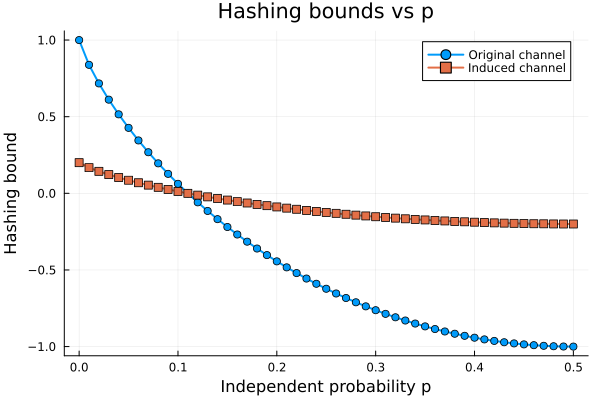 Hashing bounds vs p
Original channel
Induced channel
1.0
0.5
0.0
−0.5
−1.0
Hashing bound
0.0
0.1
0.2
0.3
0.4
0.5
Independent probability p